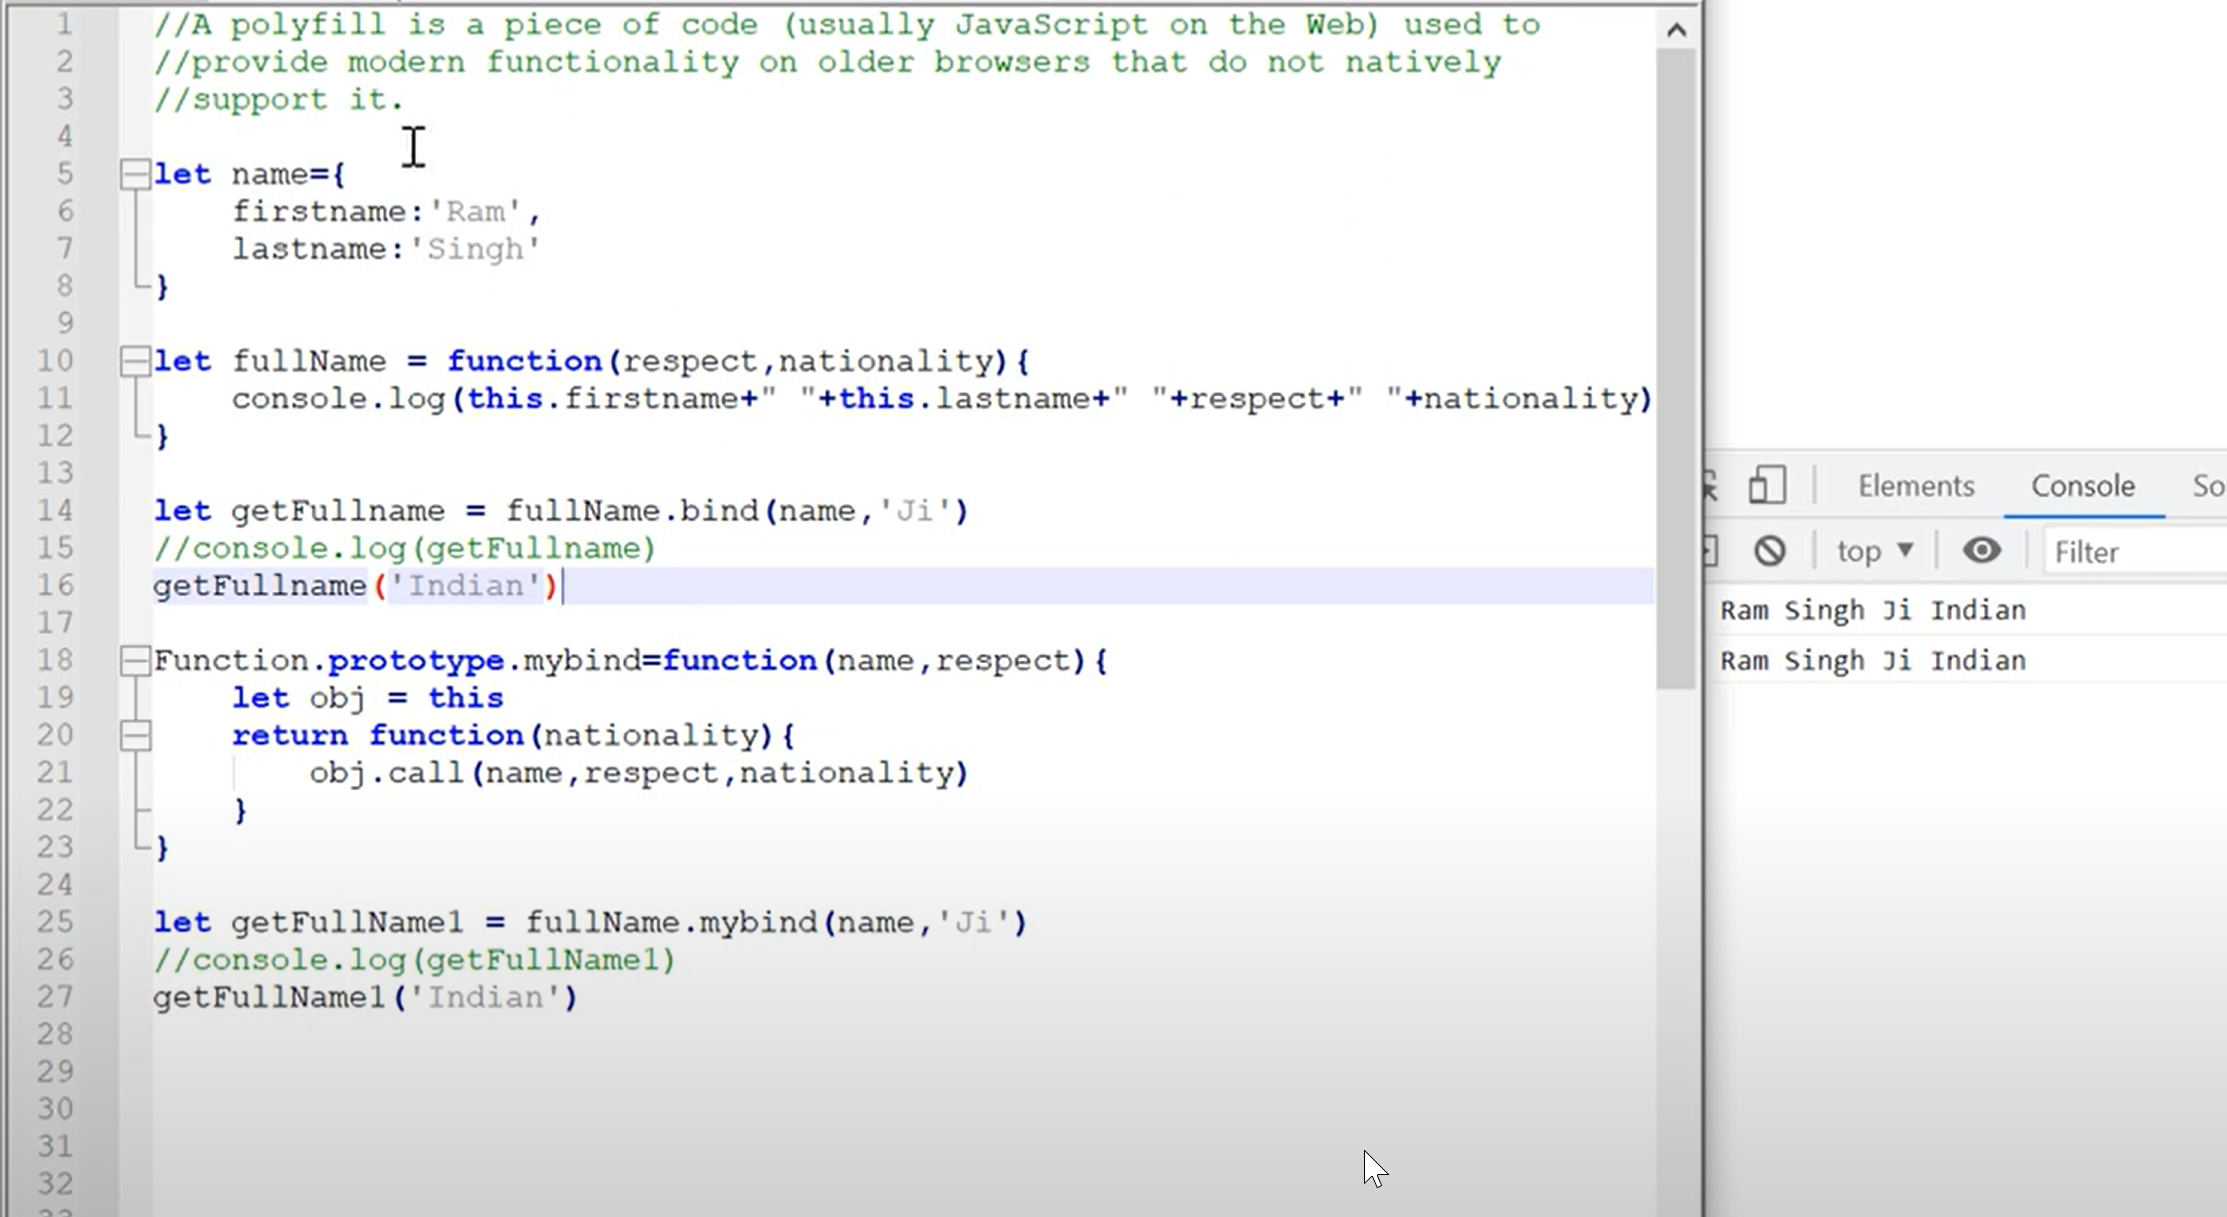 1 //A polyfill is a piece of code (usually JavaScript on the Web) used to
2 //provide modern functionality on older browsers that do not natively
3 //support it.
4
5 let name={
6     firstname:'Ram',
7     lastname:'Singh'
8 }
9
10 let fullName = function(respect,nationality){
11     console.log(this.firstname+" "+this.lastname+" "+respect+" "+nationality)
12 }
13
14 let getFullname = fullName.bind(name,'Ji')
15 //console.log(getFullname)
16 getFullname('Indian')
17
18 Function.prototype.mybind=function(name,respect){
19     let obj = this
20     return function(nationality){
21         obj.call(name,respect,nationality)
22     }
23 }
24
25 let getFullName1 = fullName.mybind(name,'Ji')
26 //console.log(getFullName1)
27 getFullName1('Indian')
28
29
30
31
32
Elements Console So
top Filter
Ram Singh Ji Indian
Ram Singh Ji Indian